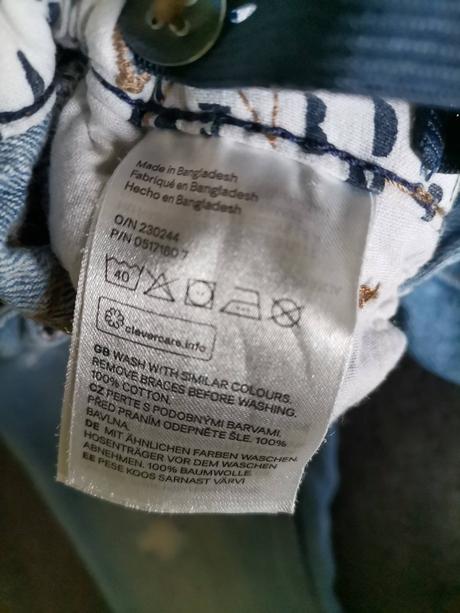 Made in Bangladesh
Fabriqué en Bangladesh
Hecho en Bangladesh
O/N 230244
P/N 0517160 7
40
clevercare.info
GB WASH WITH SIMILAR COLOURS.
REMOVE BRACES BEFORE WASHING.
100% COTTON.
CZ PERTE S PODOBNÝMI BARVAMI.
PŘED PRANÍM ODEPNĚTE ŠLE. 100%
BAVLNA.
DE MIT ÄHNLICHEN FARBEN WASCHEN.
HOSENTRÄGER VOR DEM WASCHEN
ABNEHMEN. 100% BAUMWOLLE.
EE PESE KOOS SARNAST VÄRVI